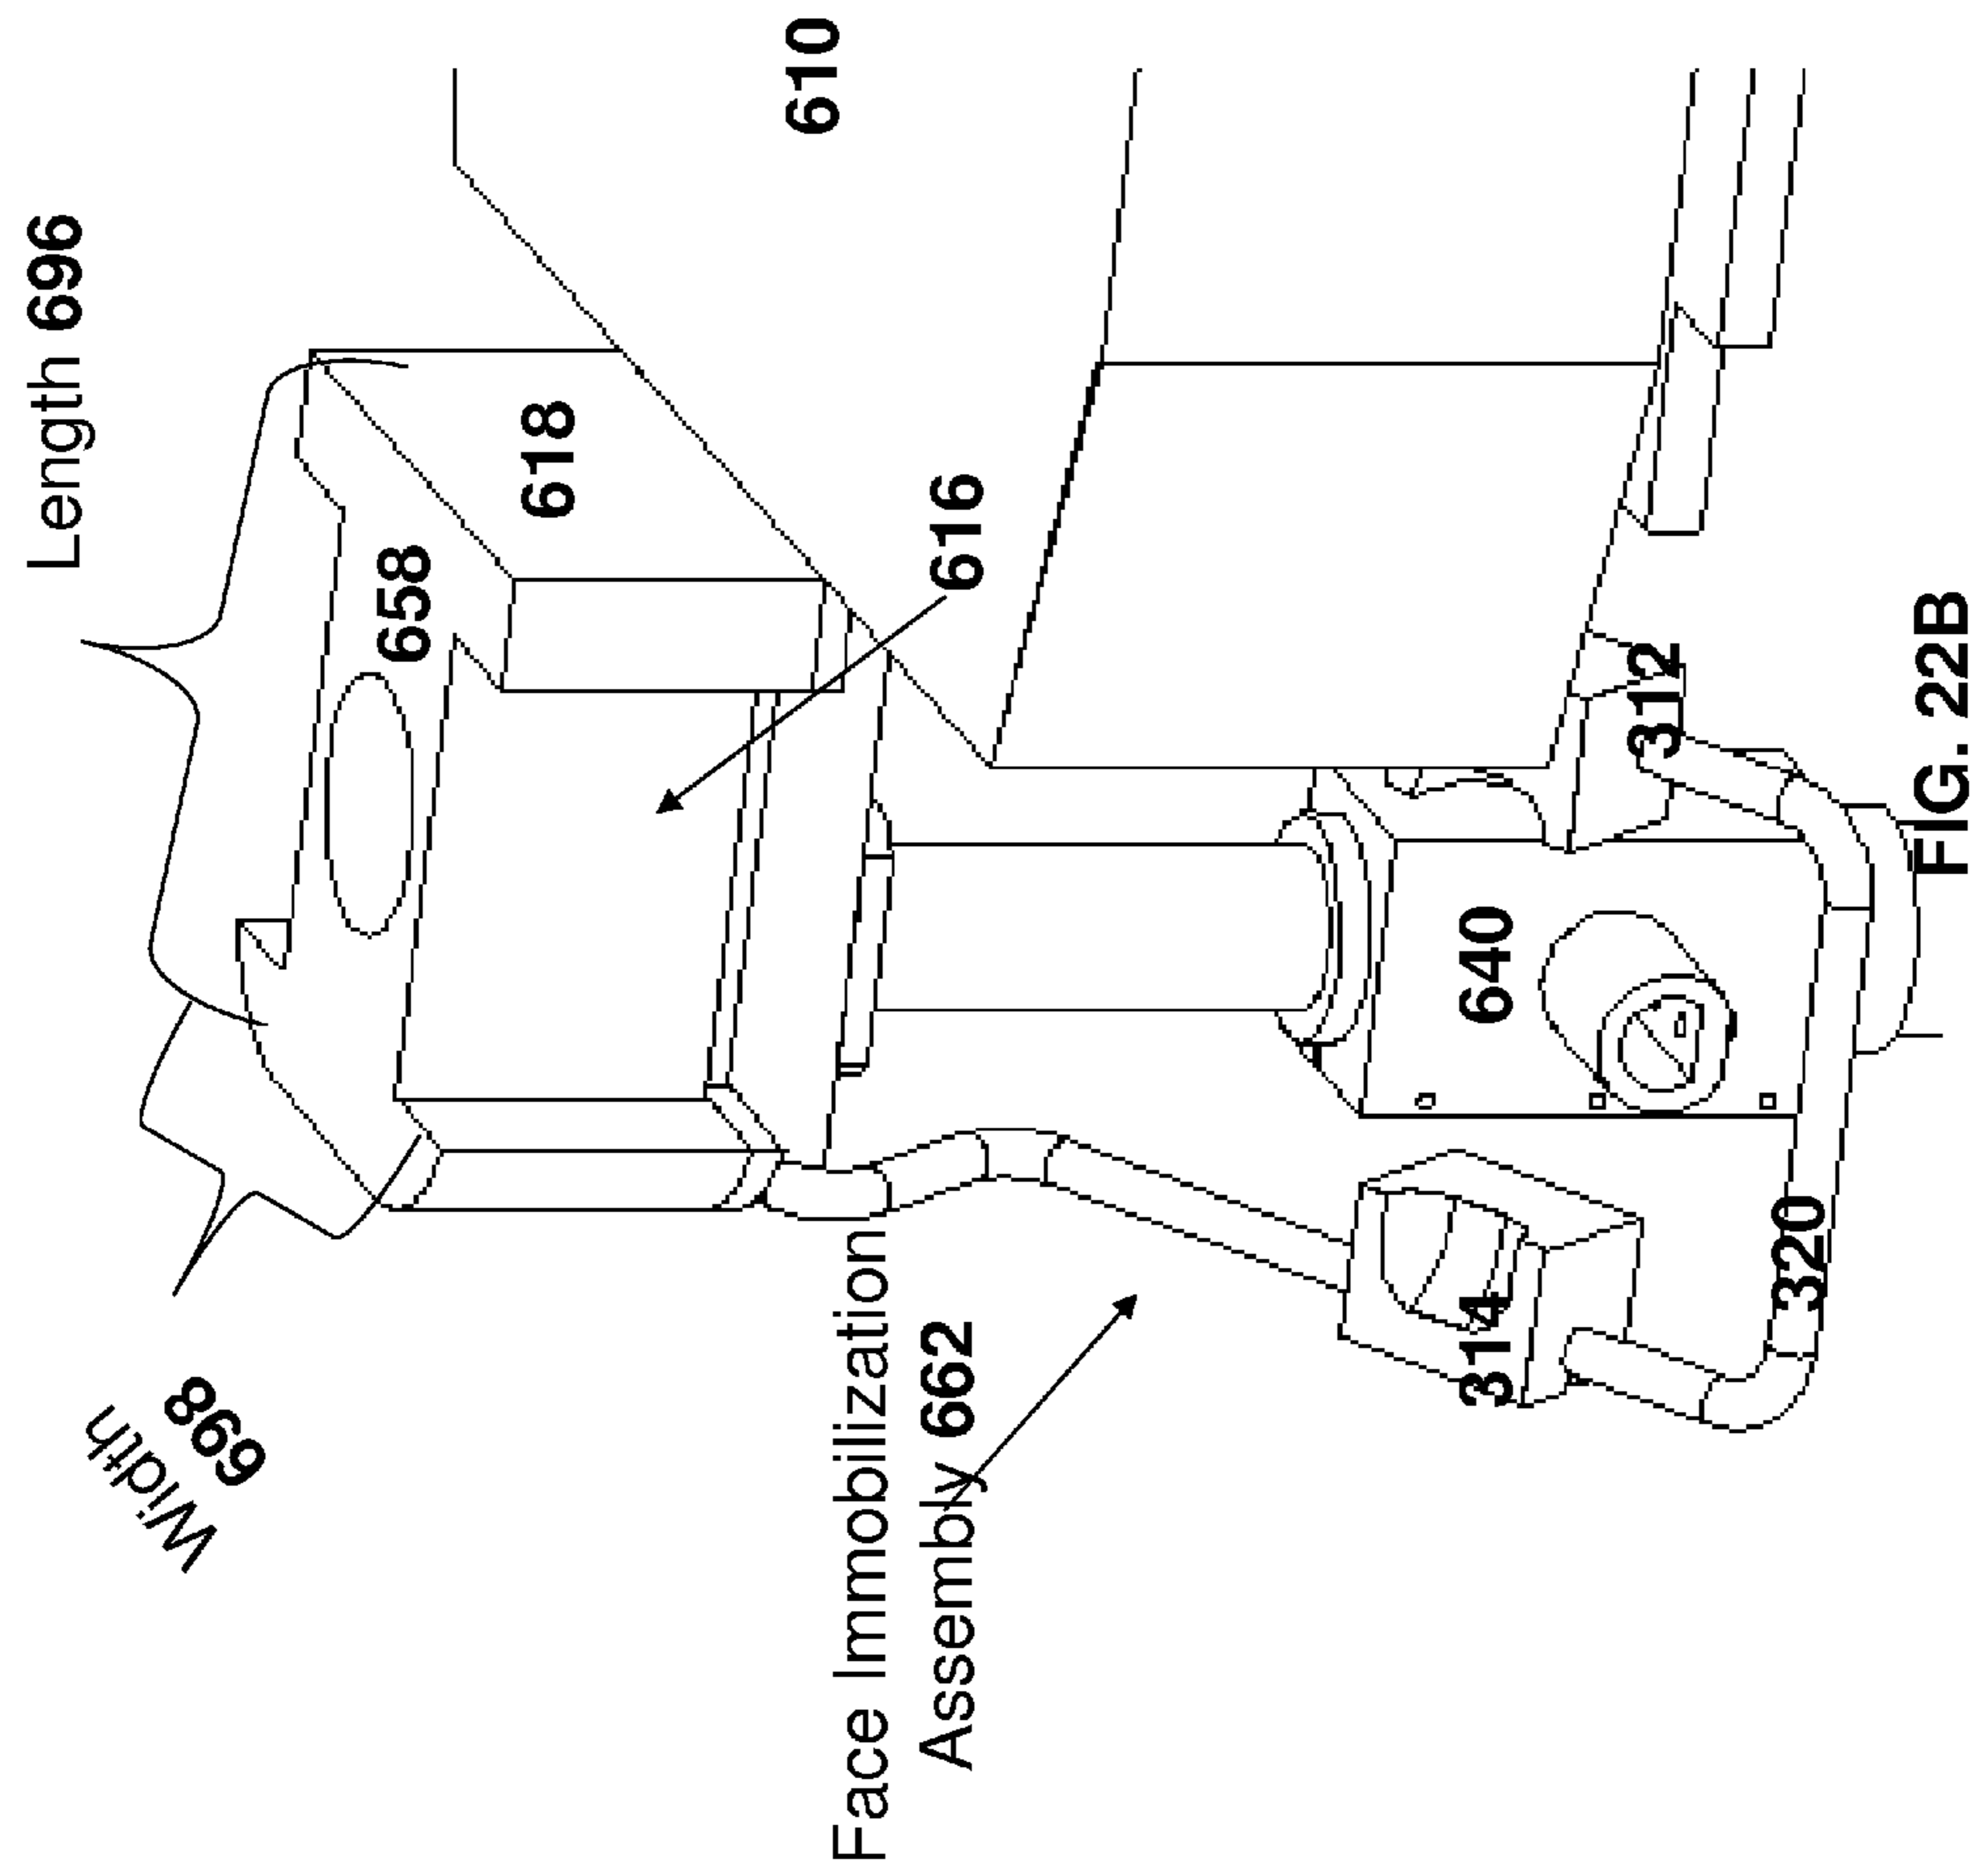 Length 696
Width
698
610
618
658
616
Face Immobilization
Assembly 662
640
312
314
320
FIG. 22B